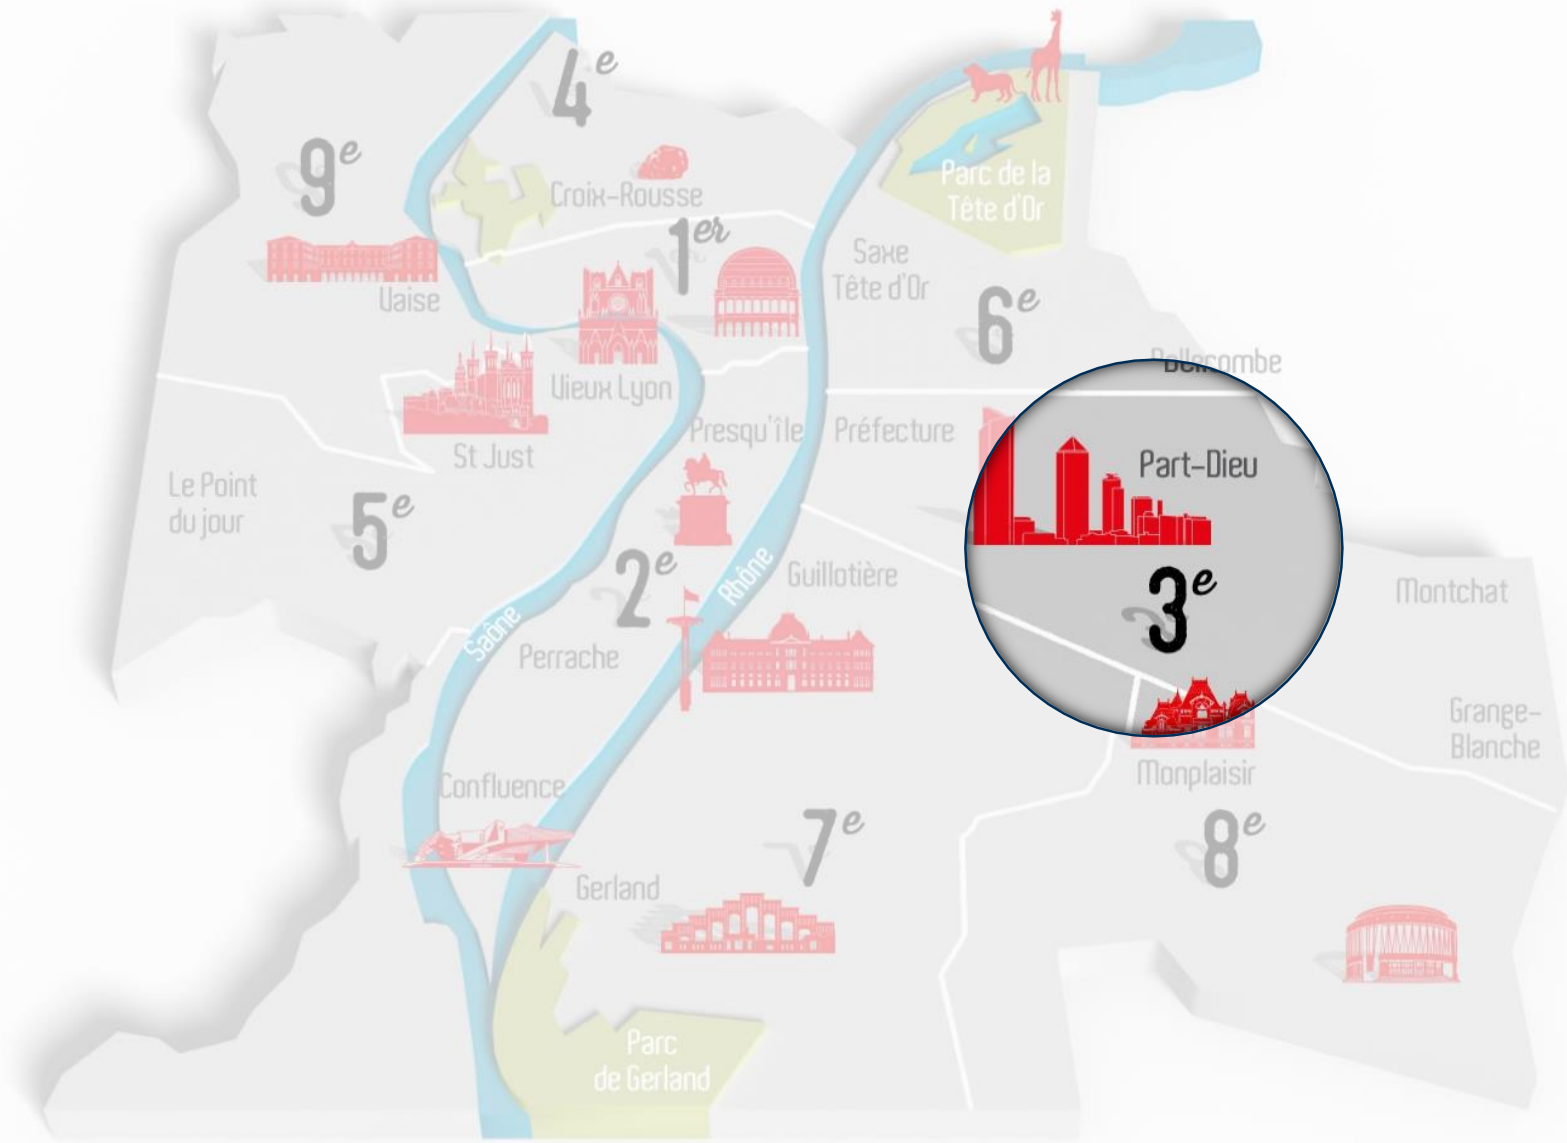 4e
9e
Croix-Rousse
Parc de la
Tête d'Or
1er
Saxe
Tête d'Or
Vaise
6e
Bellecombe
Vieux Lyon
Presqu'île
Préfecture
St Just
Part-Dieu
Le Point
du jour
5e
2e
Rhône
Guillotière
3e
Montchat
Saône
Perrache
Grange-
Blanche
Confluence
Monplaisir
7e
8e
Gerland
Parc
de Gerland